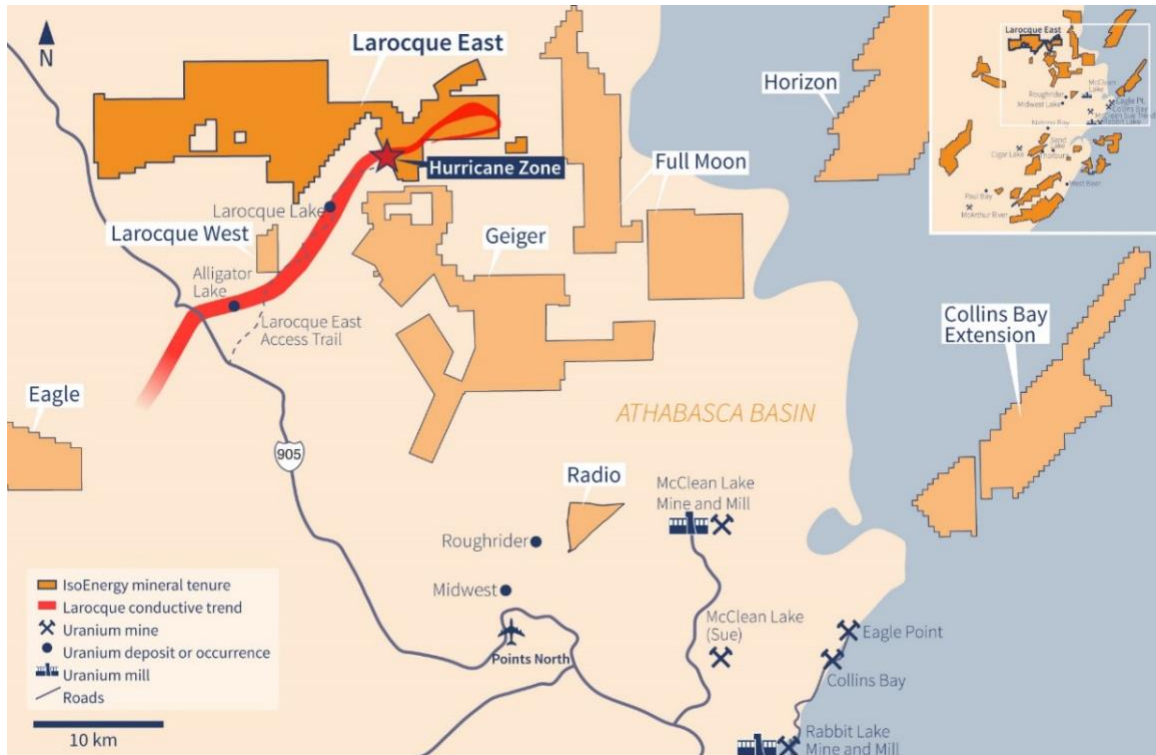 N
Larocque East
Hurricane Zone
Larocque Lake
Larocque West
Alligator
Lake
Larocque East
Access Trail
Geiger
Full Moon
Horizon
Collins Bay
Extension
Eagle
905
ATHABASCA BASIN
Radio
McClean Lake
Mine and Mill
Roughrider
Midwest
Points North
McClean Lake
(Sue)
Eagle Point
Collins Bay
Rabbit Lake
Mine and Mill
IsoEnergy mineral tenure
Larocque conductive trend
Uranium mine
Uranium deposit or occurrence
Uranium mill
Roads
10 km
Larocque East
McClean
Lake
Roughrider
Midwest Lake
Eagle Pt.
Collins Bay
Rabbit Lake
Cigar Lake
West Bear
Paul Bay
McArthur River